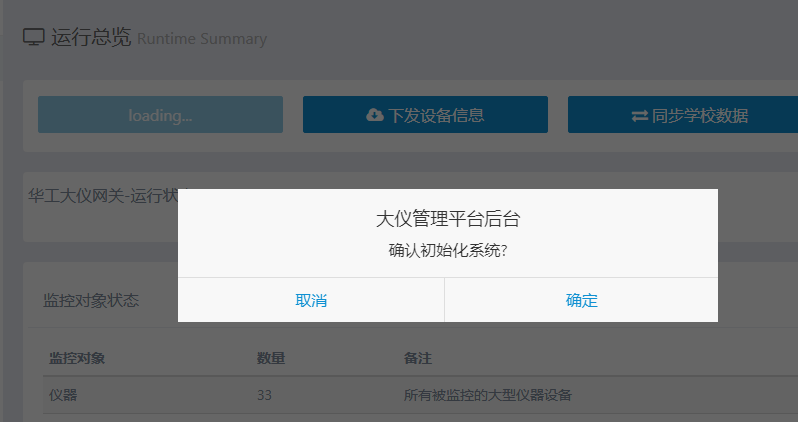 运行总览 Runtime Summary
loading... 下发设备信息 同步学校数据
华工大仪网关-运行状
大仪管理平台后台
确认初始化系统?
取消 确定
监控对象状态
监控对象 数量 备注
仪器 33 所有被监控的大型仪器设备